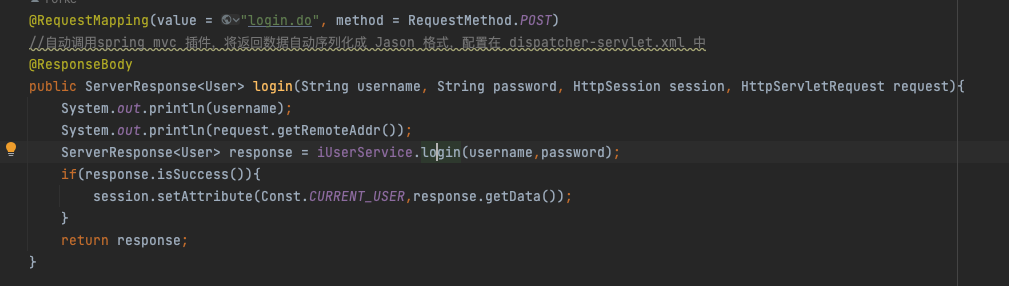 @RequestMapping(value = "login.do", method = RequestMethod.POST)
//自动调用spring mvc 插件，将返回数据自动序列化成 Jason 格式，配置在 dispatcher-servlet.xml 中
@ResponseBody
public ServerResponse<User> login(String username, String password, HttpSession session, HttpServletRequest request){
System.out.println(username);
System.out.println(request.getRemoteAddr());
ServerResponse<User> response = iUserService.login(username,password);
if(response.isSuccess()){
session.setAttribute(Const.CURRENT_USER,response.getData());
}
return response;
}